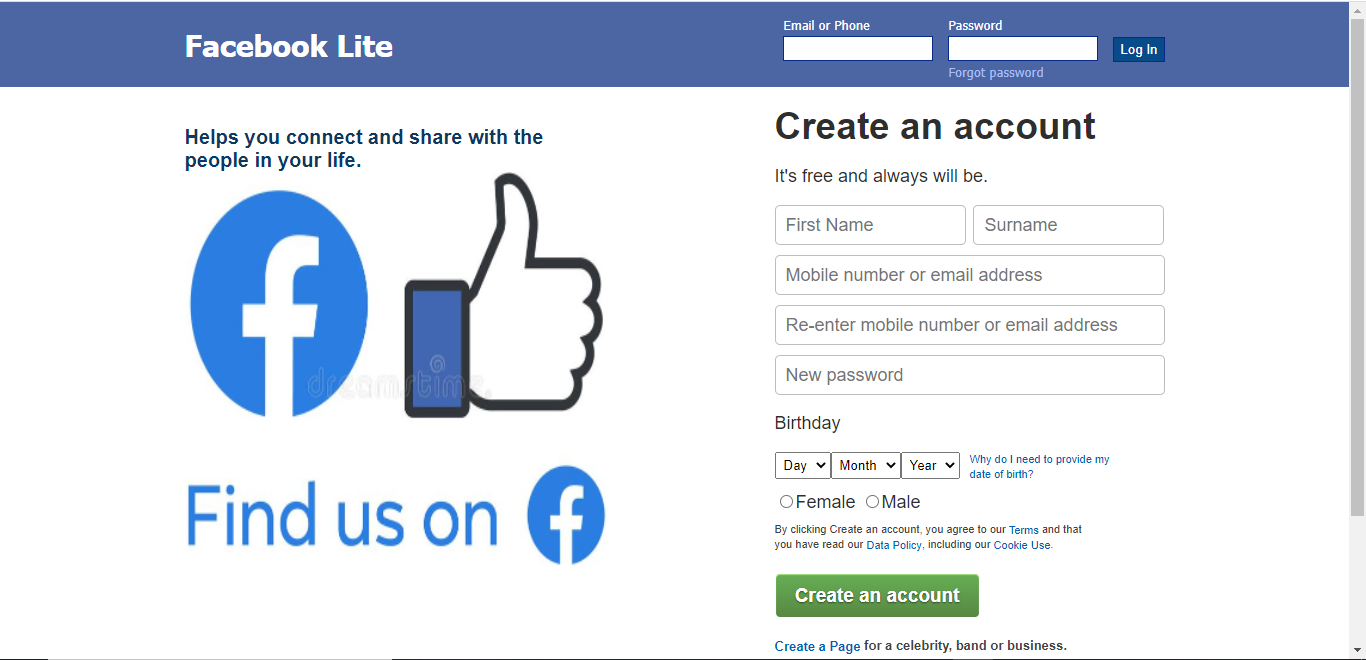 Facebook Lite
Email or Phone
Password
Log In
Forgot password
Helps you connect and share with the
people in your life.
dreamstime.
Find us on
Create an account
It's free and always will be.
First Name
Surname
Mobile number or email address
Re-enter mobile number or email address
New password
Birthday
Day Month Year
Why do I need to provide my
date of birth?
Female Male
By clicking Create an account, you agree to our Terms and that
you have read our Data Policy, including our Cookie Use.
Create an account
Create a Page for a celebrity, band or business.